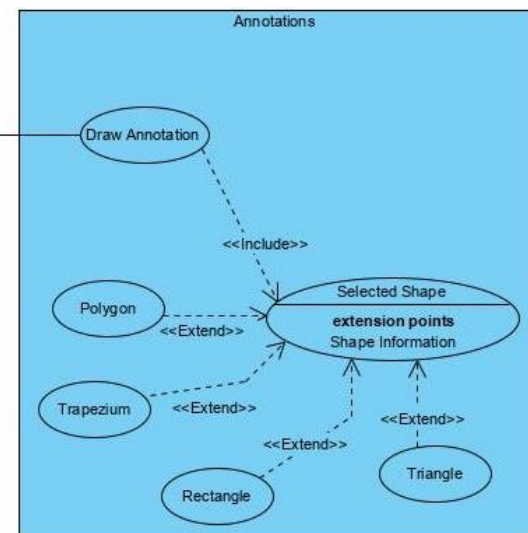 Annotations
Draw Annotation
<<Include>>
Selected Shape
Polygon
extension points
<<Extend>>
Shape Information
Trapezium
<<Extend>>
<<Extend>>
<<Extend>>
Triangle
Rectangle